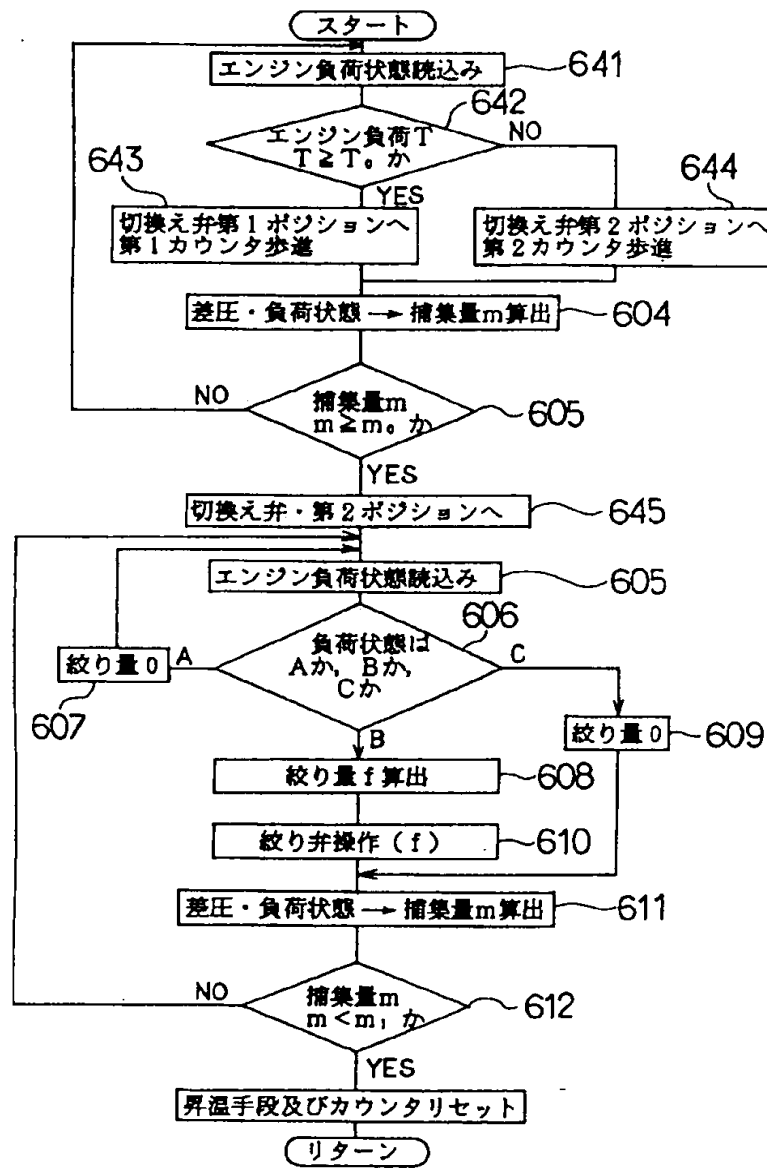 スタート
エンジン負荷状態読込み
641
642
エンジン負荷T
T≧T₀か
NO
643
YES
644
切換え弁第1ポジションへ
第1カウンタ歩進
切換え弁第2ポジションへ
第2カウンタ歩進
差圧・負荷状態→捕集量m算出
604
NO
捕集量m
m≧m₀か
605
YES
切換え弁・第2ポジションへ
645
エンジン負荷状態読込み
605
606
負荷状態は
Aか，Bか，
Cか
A
C
絞り量0
607
B
絞り量0
609
絞り量f算出
608
絞り弁操作(f)
610
差圧・負荷状態→捕集量m算出
611
NO
捕集量m
m<m₁か
612
YES
昇温手段及びカウンタリセット
リターン